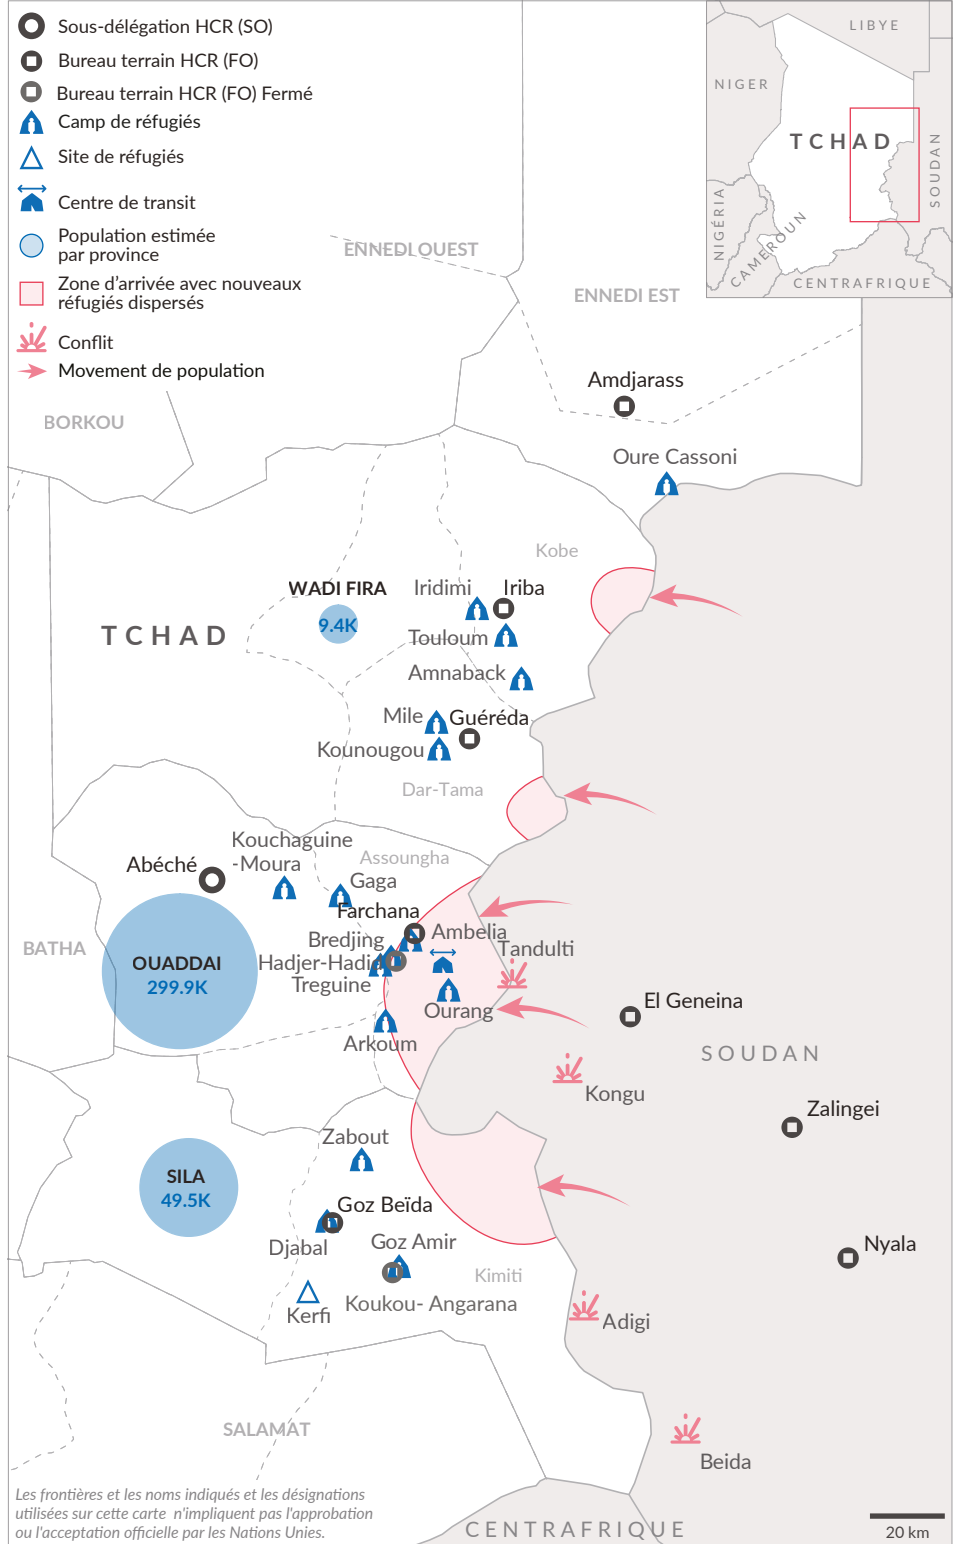 Sous-délégation HCR (SO)
Bureau terrain HCR (FO)
Bureau terrain HCR (FO) Fermé
Camp de réfugiés
Site de réfugiés
Centre de transit
Population estimée
par province
Zone d'arrivée avec nouveaux
réfugiés dispersés
Conflit
Movement de population
LIBYE
NIGER
TCHAD
SOUDAN
NIGÉRIA
CAMEROUN
CENTRAFRIQUE
ENNEDI OUEST
ENNEDI EST
Amdjarass
BORKOU
Oure Cassoni
Kobe
WADI FIRA
9.4K
Iridimi
Iriba
TCHAD
Touloum
Amnaback
Mile
Guéréda
Kounougou
Dar-Tama
Kouchaguine
-Moura
Abéché
Assoungha
Gaga
Farchana
Bredjing
Ambelia
BATHA
Tandulti
OUADDAI
299.9K
Hadjer-Hadid
Treguine
Ourang
El Geneina
Arkoum
SOUDAN
Kongu
Zalingei
Zabout
SILA
49.5K
Goz Beïda
Djabal
Goz Amir
Nyala
Kimiti
Koukou- Angarana
Kerfi
Adigi
SALAMAT
Beida
Les frontières et les noms indiqués et les désignations
utilisées sur cette carte n'impliquent pas l'approbation
ou l'acceptation officielle par les Nations Unies.
CENTRAFRIQUE
20 km